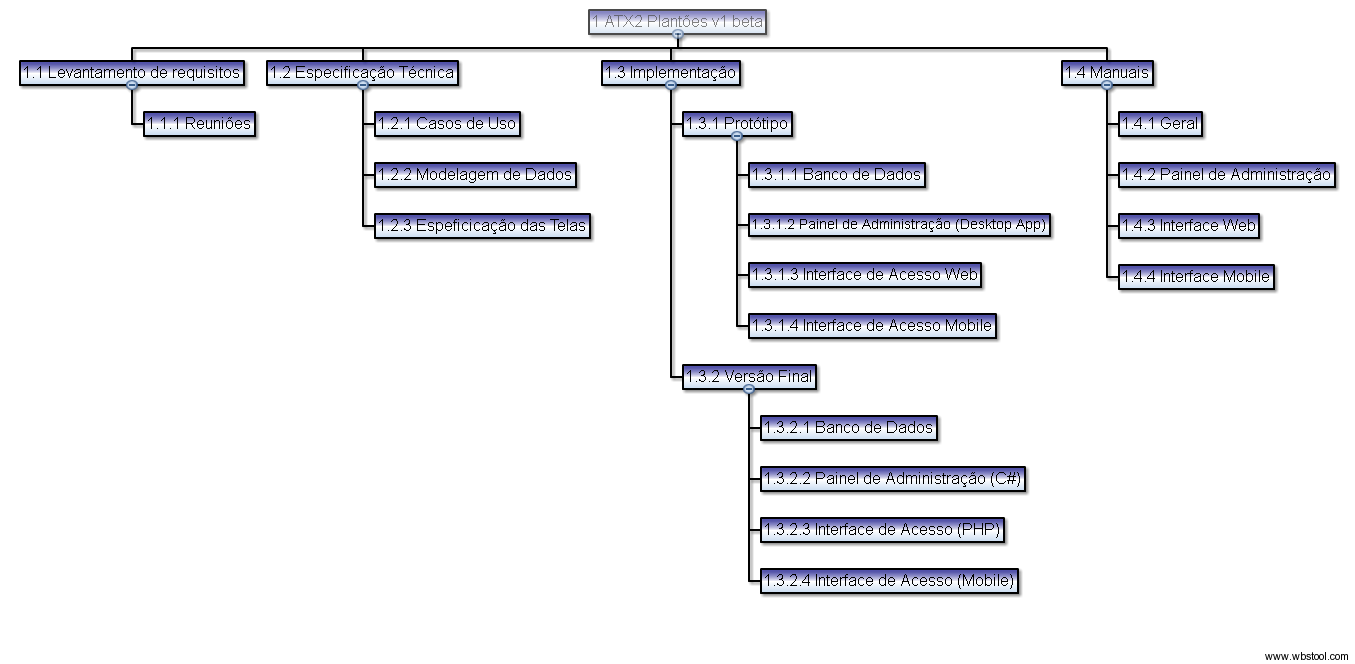 1 ATX2 Plantões v1 beta
1.1 Levantamento de requisitos
1.1.1 Reuniões
1.2 Especificação Técnica
1.2.1 Casos de Uso
1.2.2 Modelagem de Dados
1.2.3 Espeficicação das Telas
1.3 Implementação
1.3.1 Protótipo
1.3.1.1 Banco de Dados
1.3.1.2 Painel de Administração (Desktop App)
1.3.1.3 Interface de Acesso Web
1.3.1.4 Interface de Acesso Mobile
1.3.2 Versão Final
1.3.2.1 Banco de Dados
1.3.2.2 Painel de Administração (C#)
1.3.2.3 Interface de Acesso (PHP)
1.3.2.4 Interface de Acesso (Mobile)
1.4 Manuais
1.4.1 Geral
1.4.2 Painel de Administração
1.4.3 Interface Web
1.4.4 Interface Mobile
www.wbstool.com